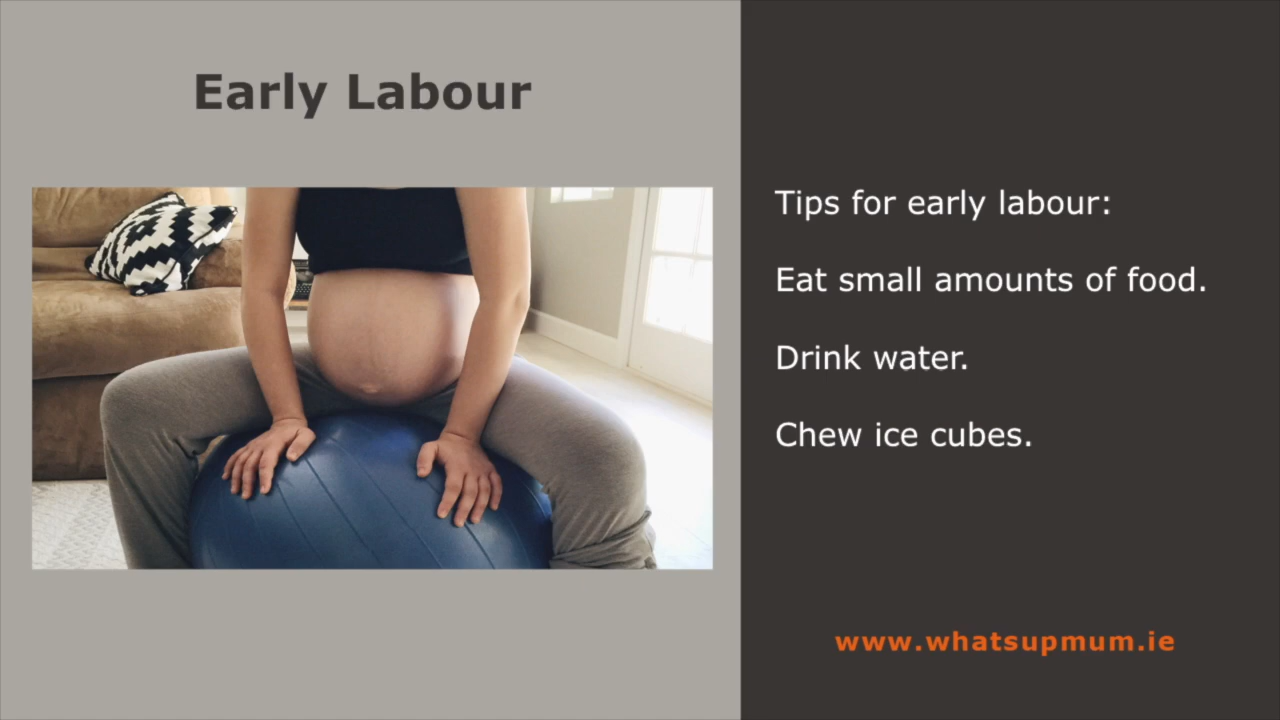 Early Labour
Tips for early labour:
Eat small amounts of food.
Drink water.
Chew ice cubes.
www.whatsupmum.ie